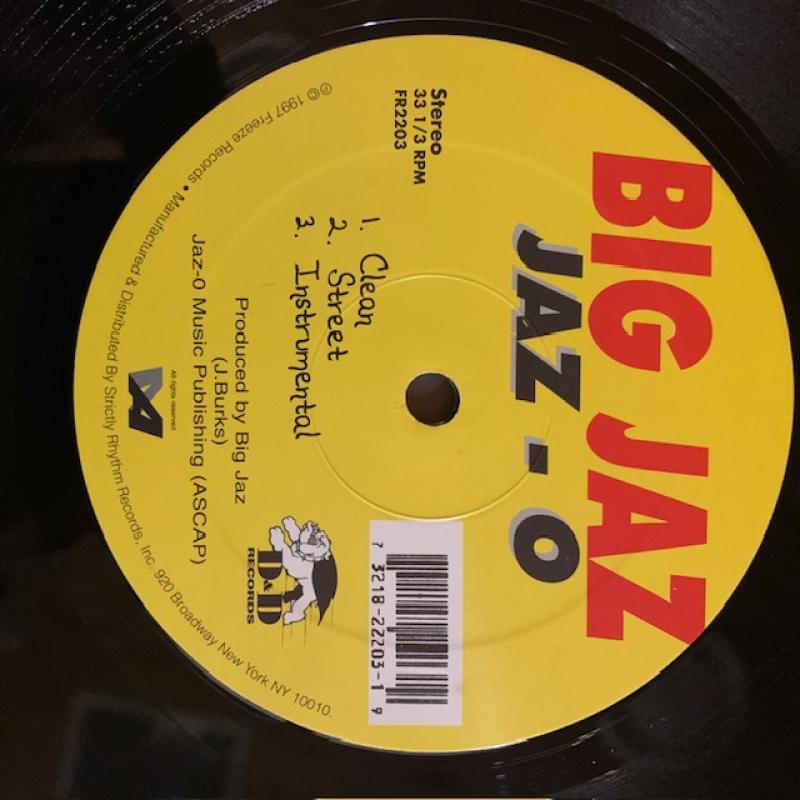 BIG JAZ
JAZ - O
Stereo
33 1/3 RPM
FR2203
1. Clean
2. Street
3. Instrumental
Produced by Big Jaz
(J.Burks)
Jaz-O Music Publishing (ASCAP)
D&D
RECORDS
7 3218-22203-1 9
All rights reserved
℗© 1997 Freeze Records • Manufactured & Distributed By Strictly Rhythm Records, Inc. 920 Broadway New York NY 10010.